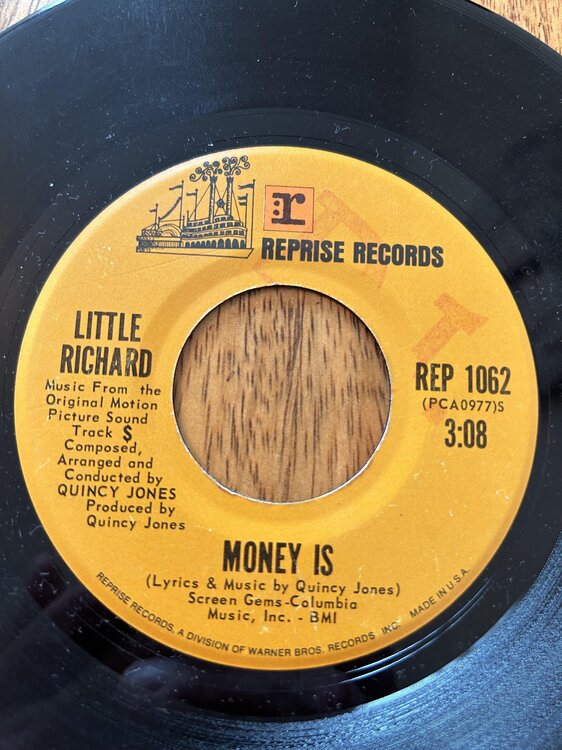 r
REPRISE RECORDS
LITTLE
RICHARD
Music From the
Original Motion
Picture Sound
Track $
Composed,
Arranged and
Conducted by
QUINCY JONES
Produced by
Quincy Jones
REP 1062
(PCA0977)S
3:08
MONEY IS
(Lyrics & Music by Quincy Jones)
Screen Gems-Columbia
Music, Inc. - BMI
REPRISE RECORDS, A DIVISION OF WARNER BROS. RECORDS INC. MADE IN U.S.A.